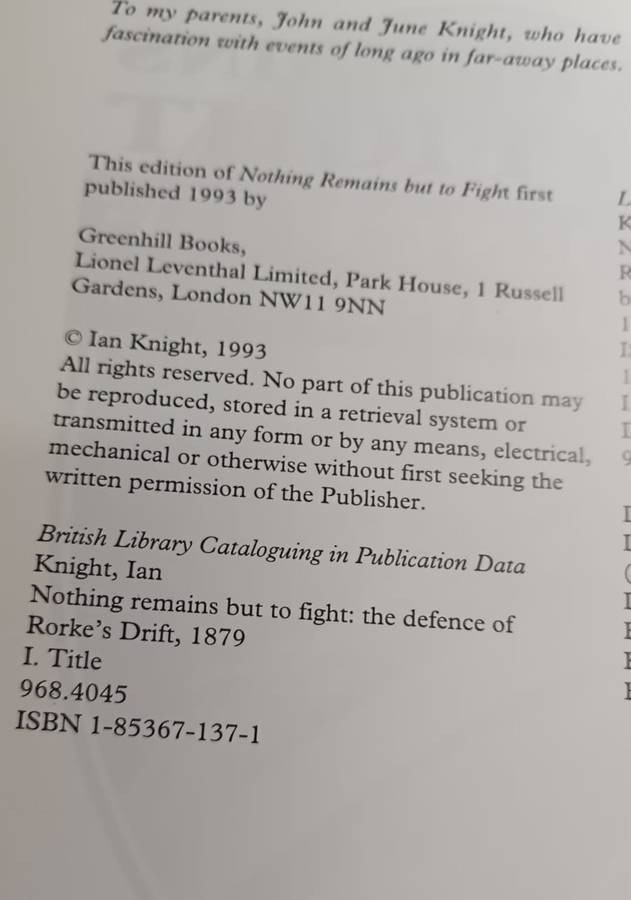 To my parents, John and June Knight, who have
fascination with events of long ago in far-away places.
This edition of Nothing Remains but to Fight first
published 1993 by
Greenhill Books,
Lionel Leventhal Limited, Park House, 1 Russell
Gardens, London NW11 9NN
© Ian Knight, 1993
All rights reserved. No part of this publication may
be reproduced, stored in a retrieval system or
transmitted in any form or by any means, electrical,
mechanical or otherwise without first seeking the
written permission of the Publisher.
British Library Cataloguing in Publication Data
Knight, Ian
Nothing remains but to fight: the defence of
Rorke's Drift, 1879
I. Title
968.4045
ISBN 1-85367-137-1